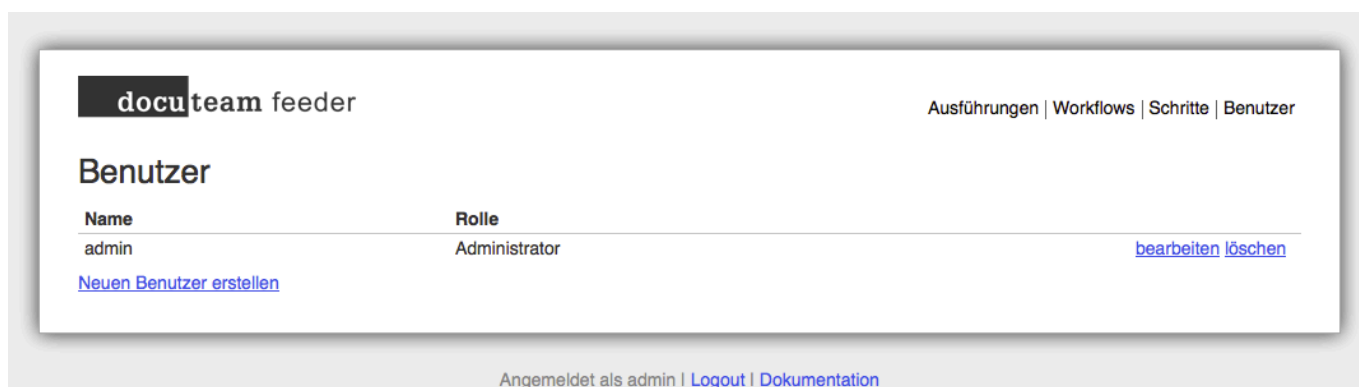 docuteam feeder
Ausführungen | Workflows | Schritte | Benutzer
Benutzer
Name Rolle
admin Administrator bearbeiten löschen
Neuen Benutzer erstellen
Angemeldet als admin | Logout | Dokumentation